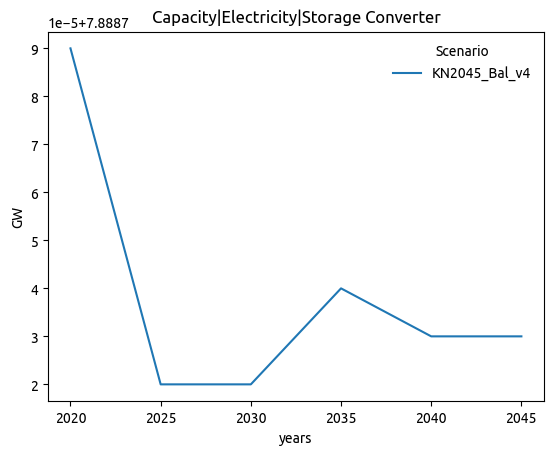 Capacity|Electricity|Storage Converter
1e-5+7.8887
Scenario
KN2045_Bal_v4
9
8
7
6
5
4
3
2
GW
2020 2025 2030 2035 2040 2045
years